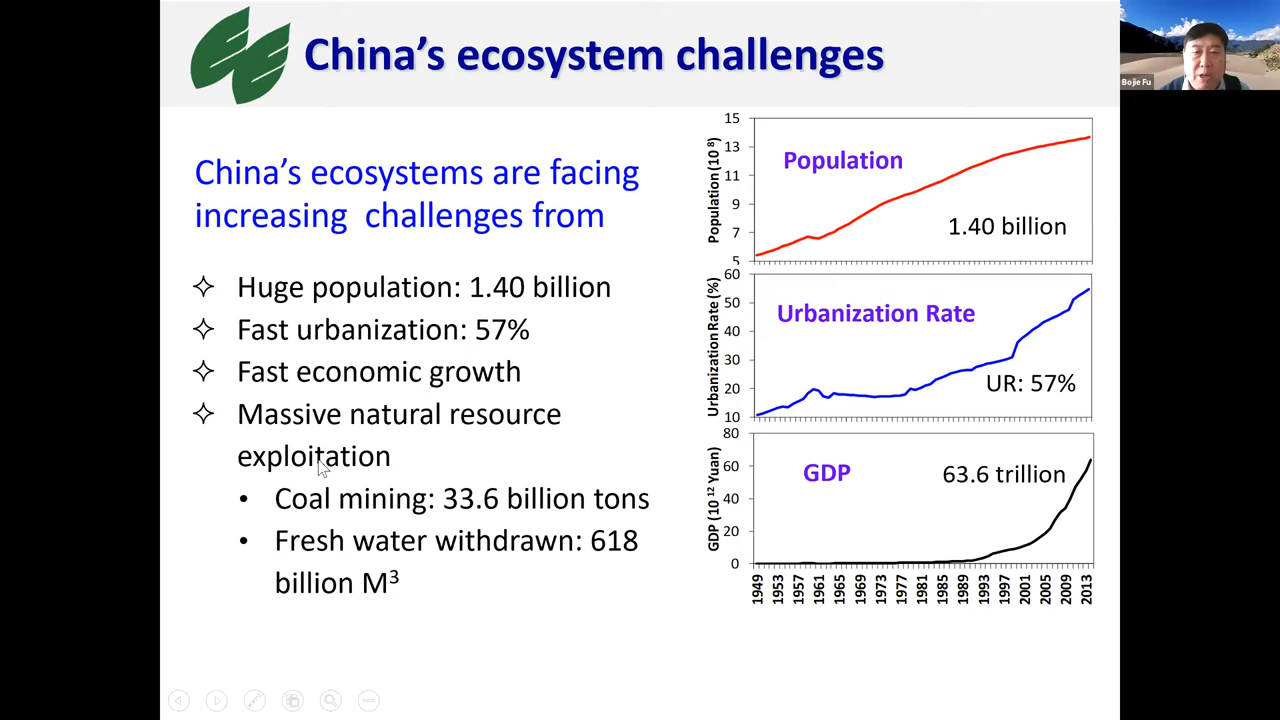 China's ecosystem challenges
Bojie Fu
China's ecosystems are facing
increasing challenges from
Huge population: 1.40 billion
Fast urbanization: 57%
Fast economic growth
Massive natural resource
exploitation
• Coal mining: 33.6 billion tons
• Fresh water withdrawn: 618
billion M³
Population (10⁸)
15
13
11
9
7
5
Population
1.40 billion
Urbanization Rate (%)
60
50
40
30
20
10
Urbanization Rate
UR: 57%
GDP (10¹² Yuan)
80
60
40
20
0
GDP
63.6 trillion
1949
1953
1957
1961
1965
1969
1973
1977
1981
1985
1989
1993
1997
2001
2005
2009
2013